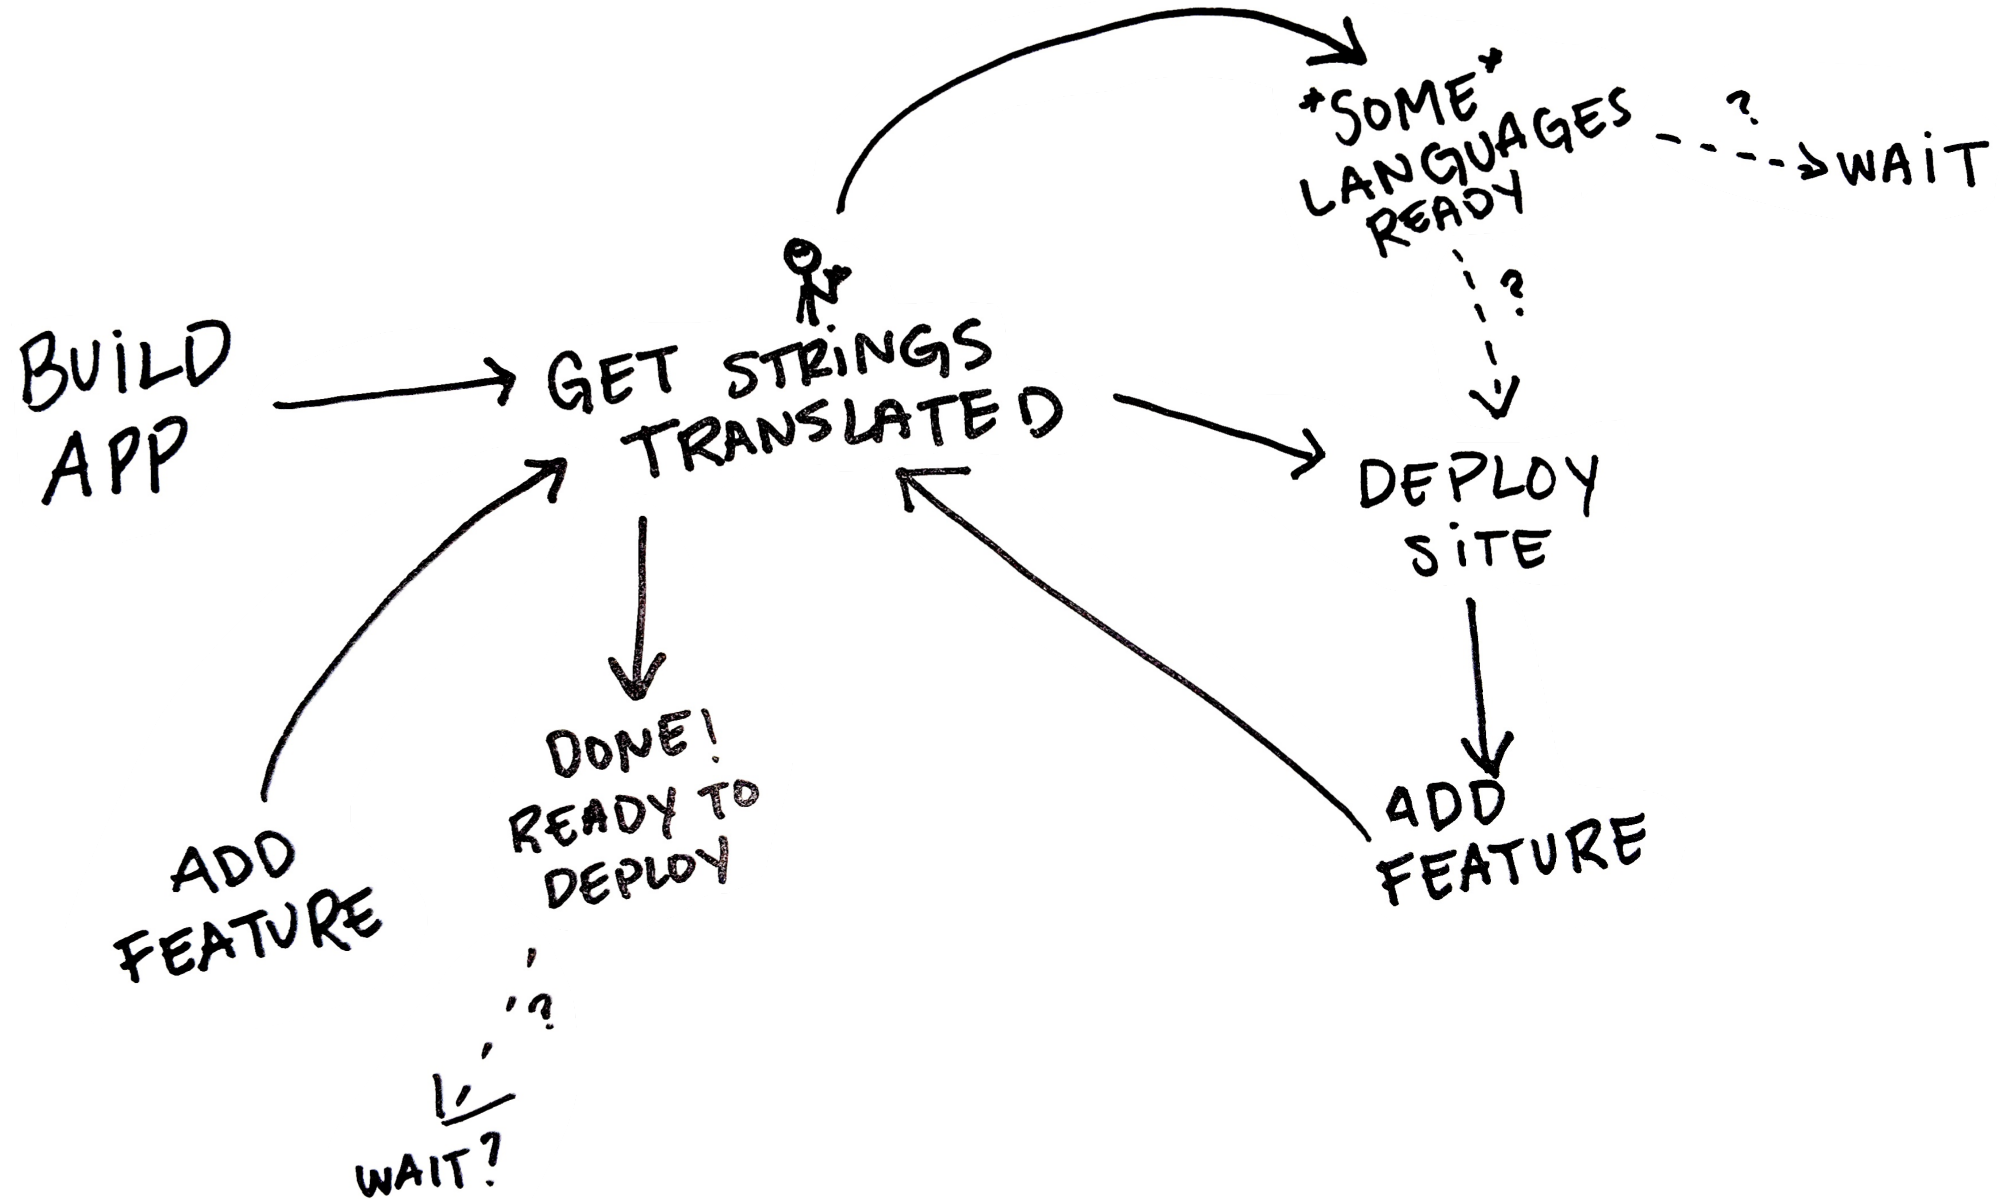 *SOME*
LANGUAGES
READY
?
WAIT
?
BUILD
APP
GET STRINGS
TRANSLATED
DEPLOY
SITE
DONE!
READY TO
DEPLOY
ADD
FEATURE
ADD
FEATURE
?
WAIT?